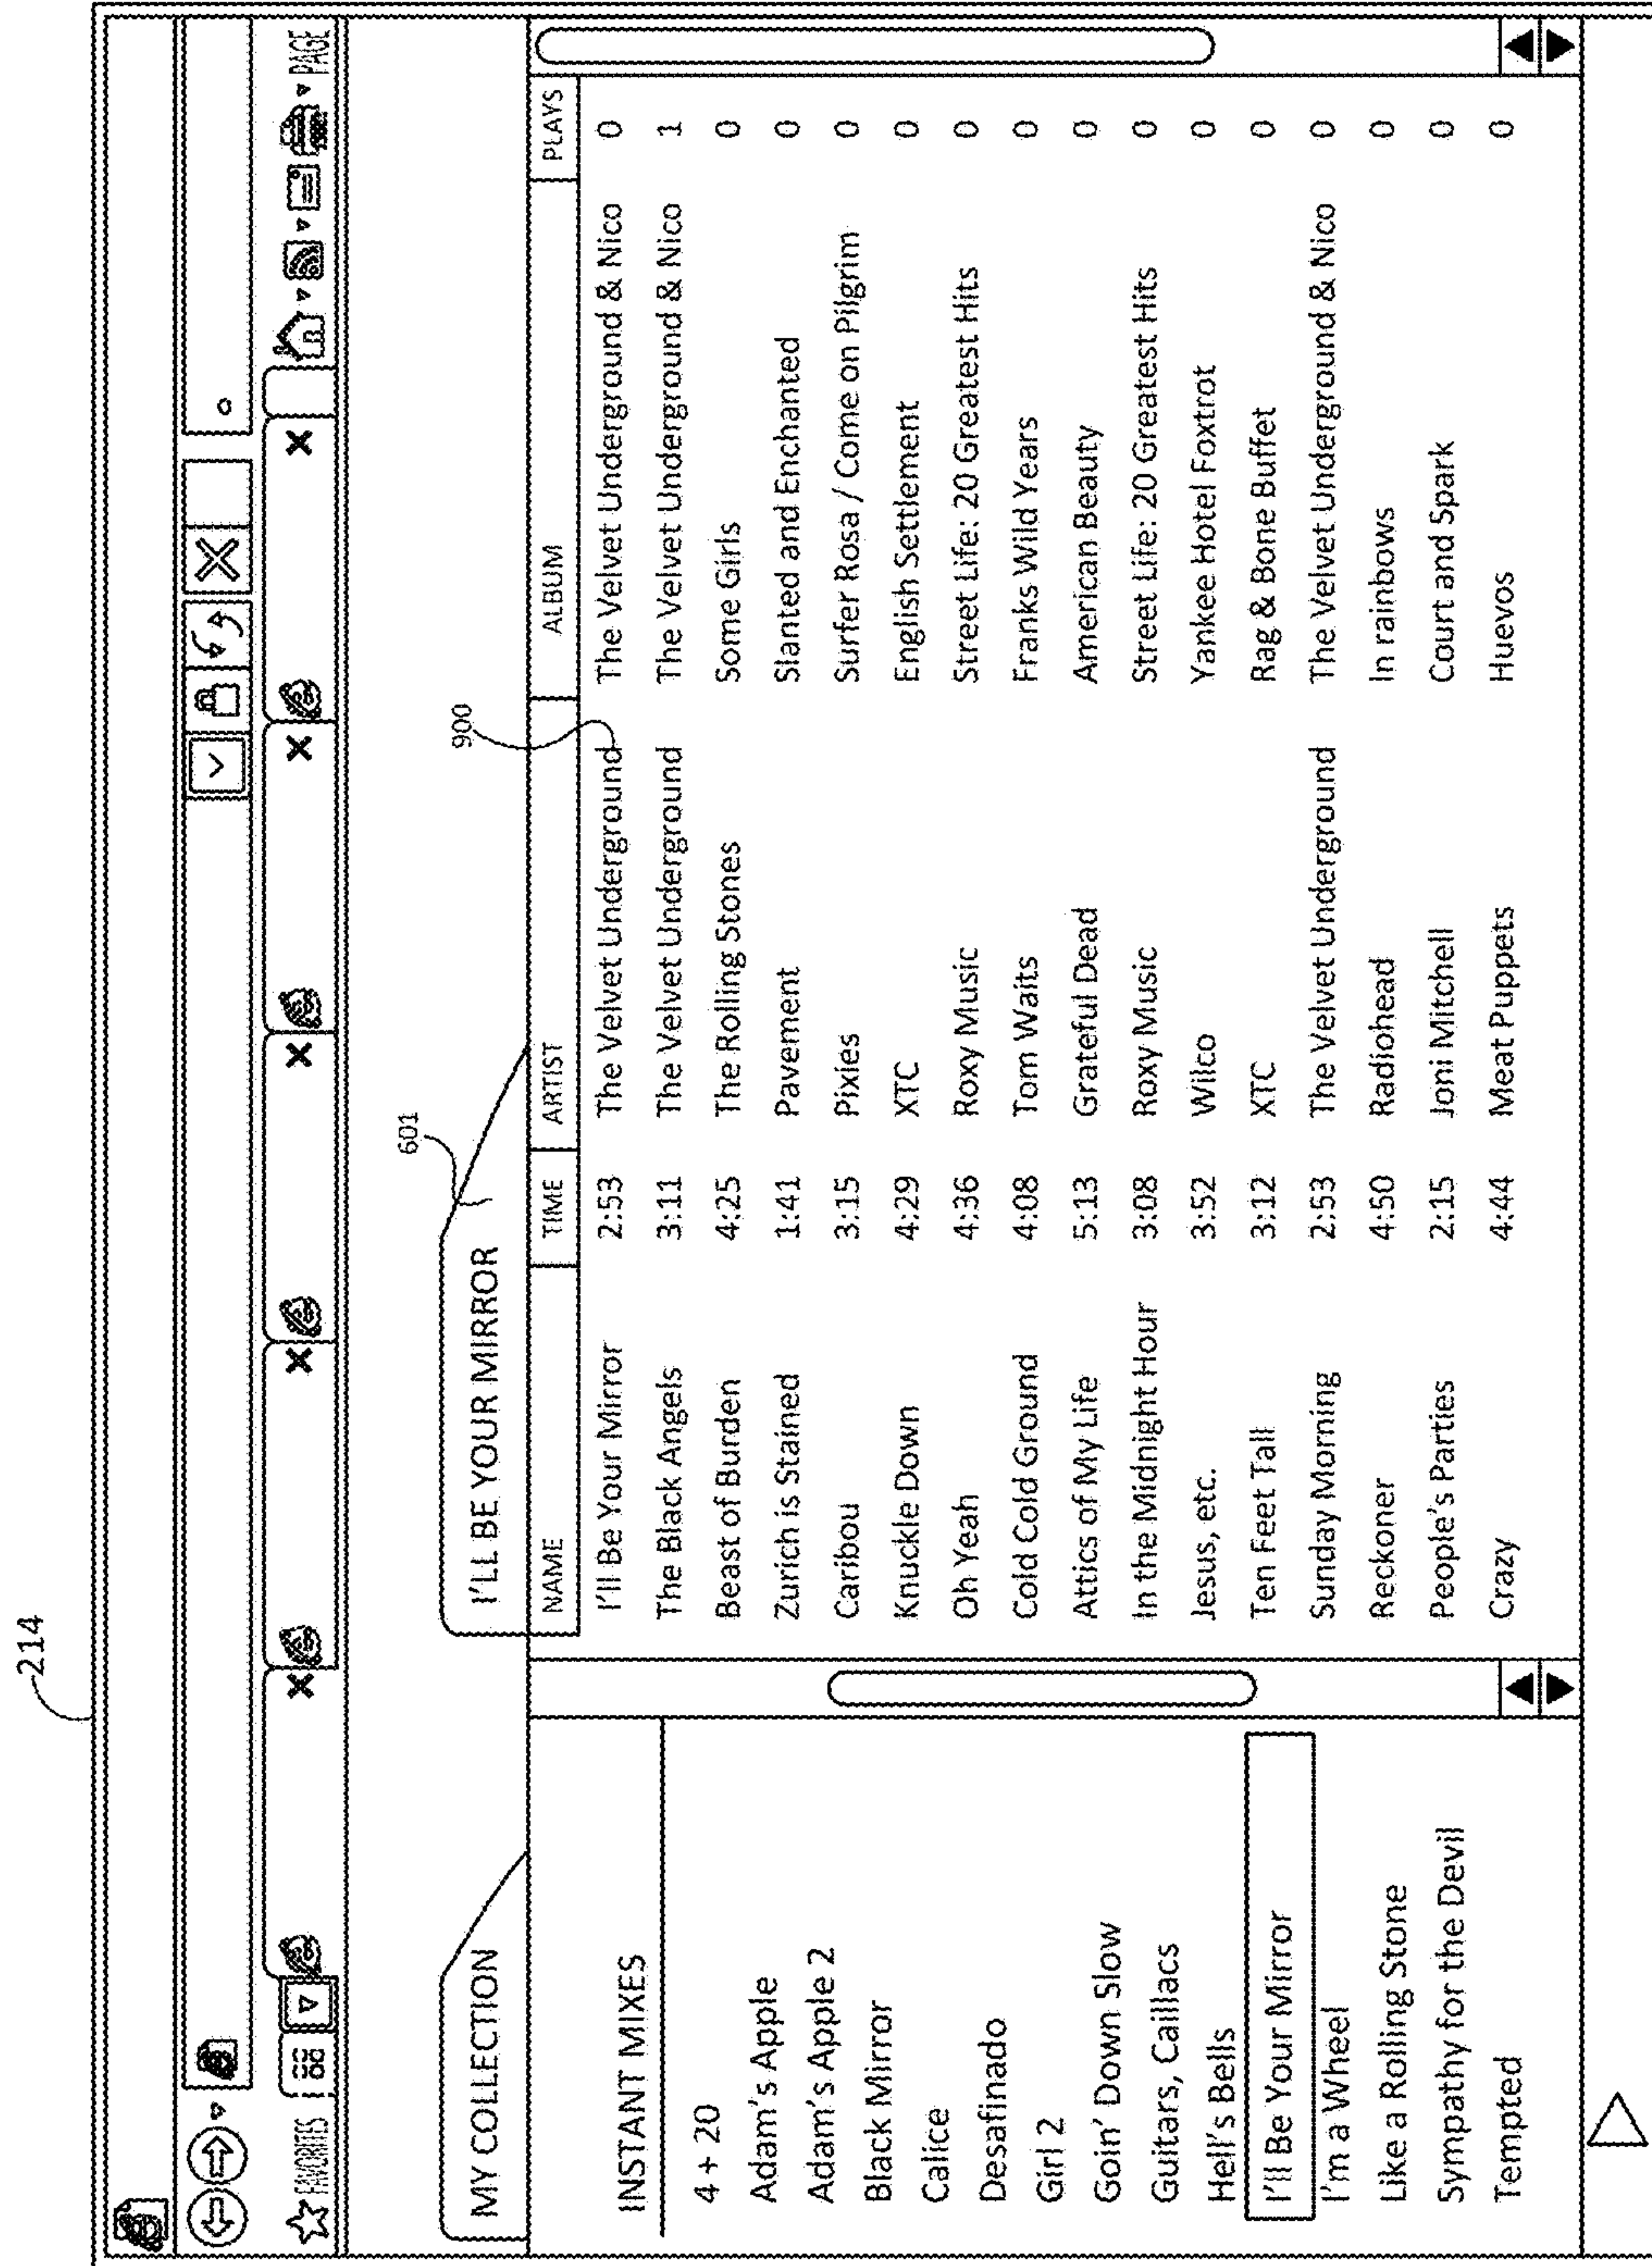 214
FAVORITES
PAGE
MY COLLECTION
INSTANT MIXES
4 + 20
Adam's Apple
Adam's Apple 2
Black Mirror
Calice
Desafinado
Girl 2
Goin' Down Slow
Guitars, Caillacs
Hell's Bells
I'll Be Your Mirror
I'm a Wheel
Like a Rolling Stone
Sympathy for the Devil
Tempted
I'LL BE YOUR MIRROR
601
900
NAME TIME ARTIST ALBUM PLAYS
I'll Be Your Mirror 2:53 The Velvet Underground The Velvet Underground & Nico 0
The Black Angels 3:11 The Velvet Underground The Velvet Underground & Nico 1
Beast of Burden 4:25 The Rolling Stones Some Girls 0
Zurich is Stained 1:41 Pavement Slanted and Enchanted 0
Caribou 3:15 Pixies Surfer Rosa / Come on Pilgrim 0
Knuckle Down 4:29 XTC English Settlement 0
Oh Yeah 4:36 Roxy Music Street Life: 20 Greatest Hits 0
Cold Cold Ground 4:08 Tom Waits Franks Wild Years 0
Attics of My Life 5:13 Grateful Dead American Beauty 0
In the Midnight Hour 3:08 Roxy Music Street Life: 20 Greatest Hits 0
Jesus, etc. 3:52 Wilco Yankee Hotel Foxtrot 0
Ten Feet Tall 3:12 XTC Rag & Bone Buffet 0
Sunday Morning 2:53 The Velvet Underground The Velvet Underground & Nico 0
Reckoner 4:50 Radiohead In rainbows 0
People's Parties 2:15 Joni Mitchell Court and Spark 0
Crazy 4:44 Meat Puppets Huevos 0